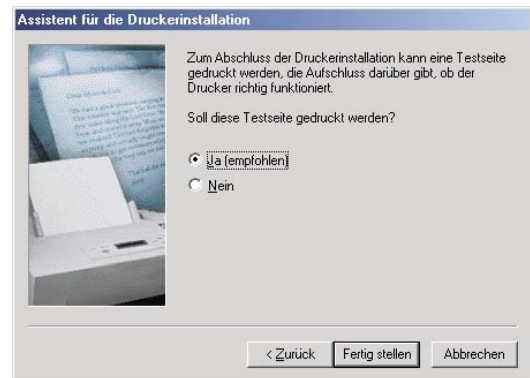 Assistent für die Druckerinstallation
Zum Abschluss der Druckerinstallation kann eine Testseite
gedruckt werden, die Aufschluss darüber gibt, ob der
Drucker richtig funktioniert.
Soll diese Testseite gedruckt werden?
Ja (empfohlen)
Nein
< Zurück
Fertig stellen
Abbrechen